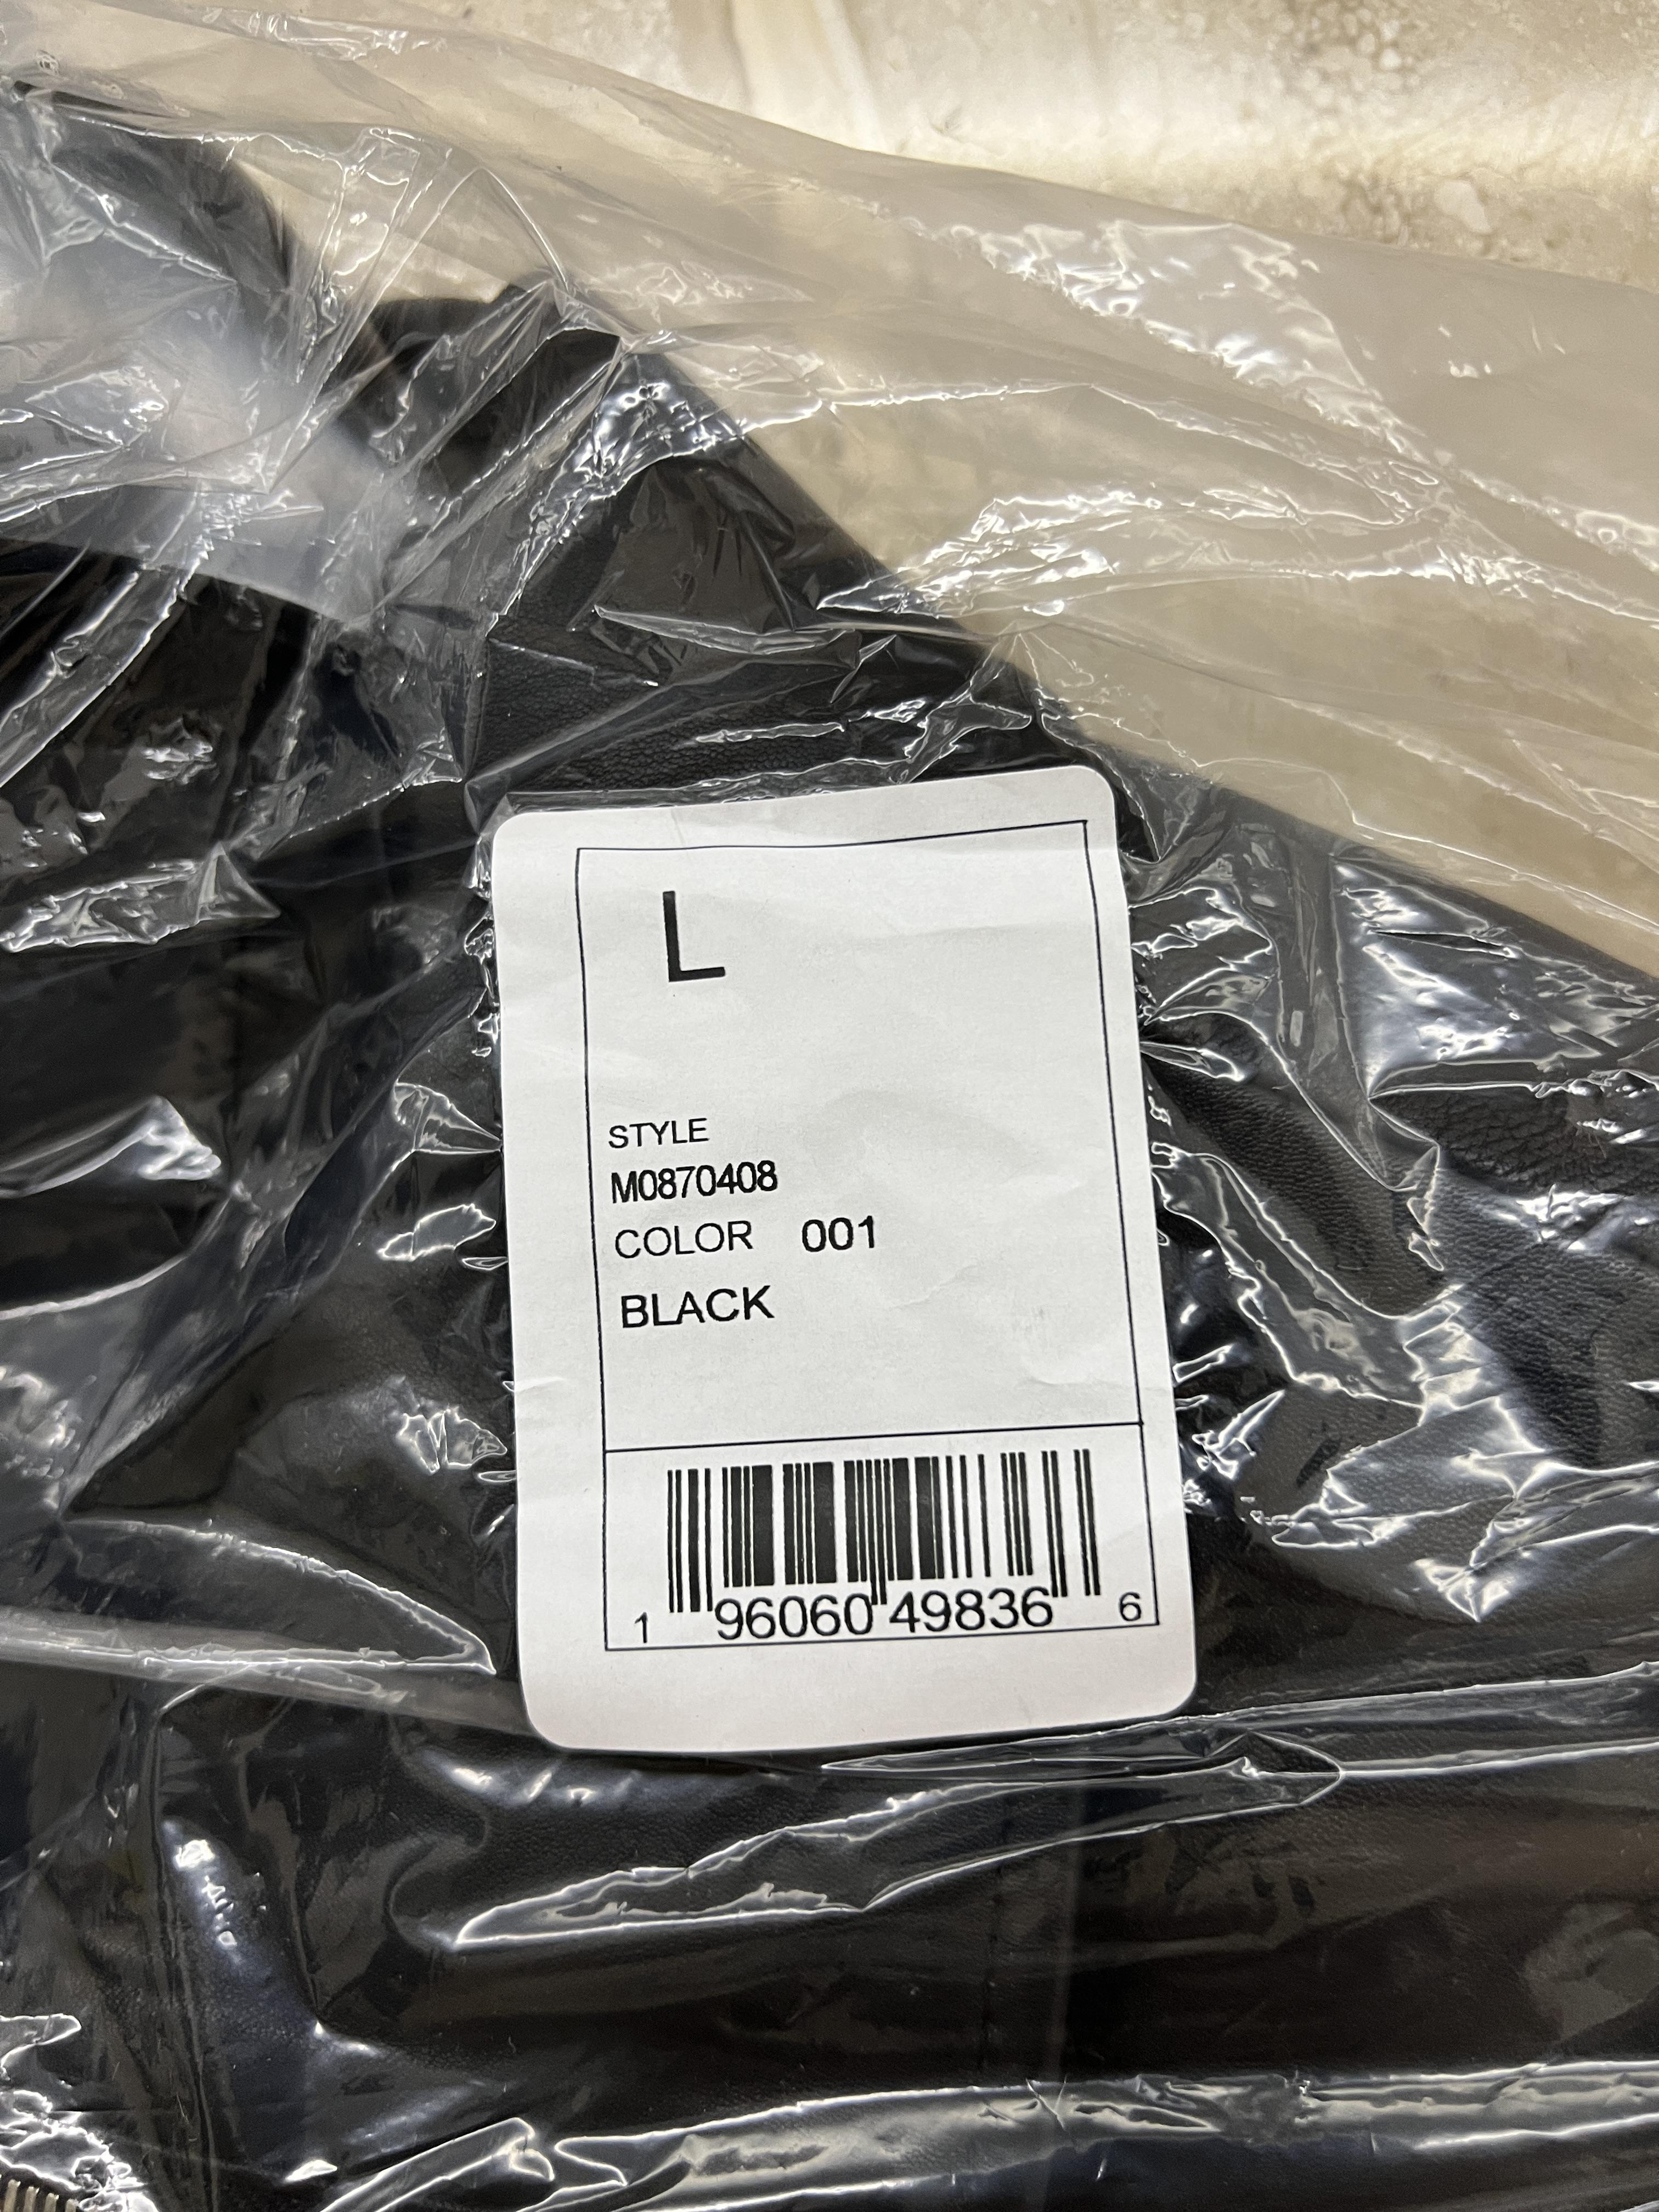 L
STYLE
M0870408
COLOR 001
BLACK
1 96060 49836 6